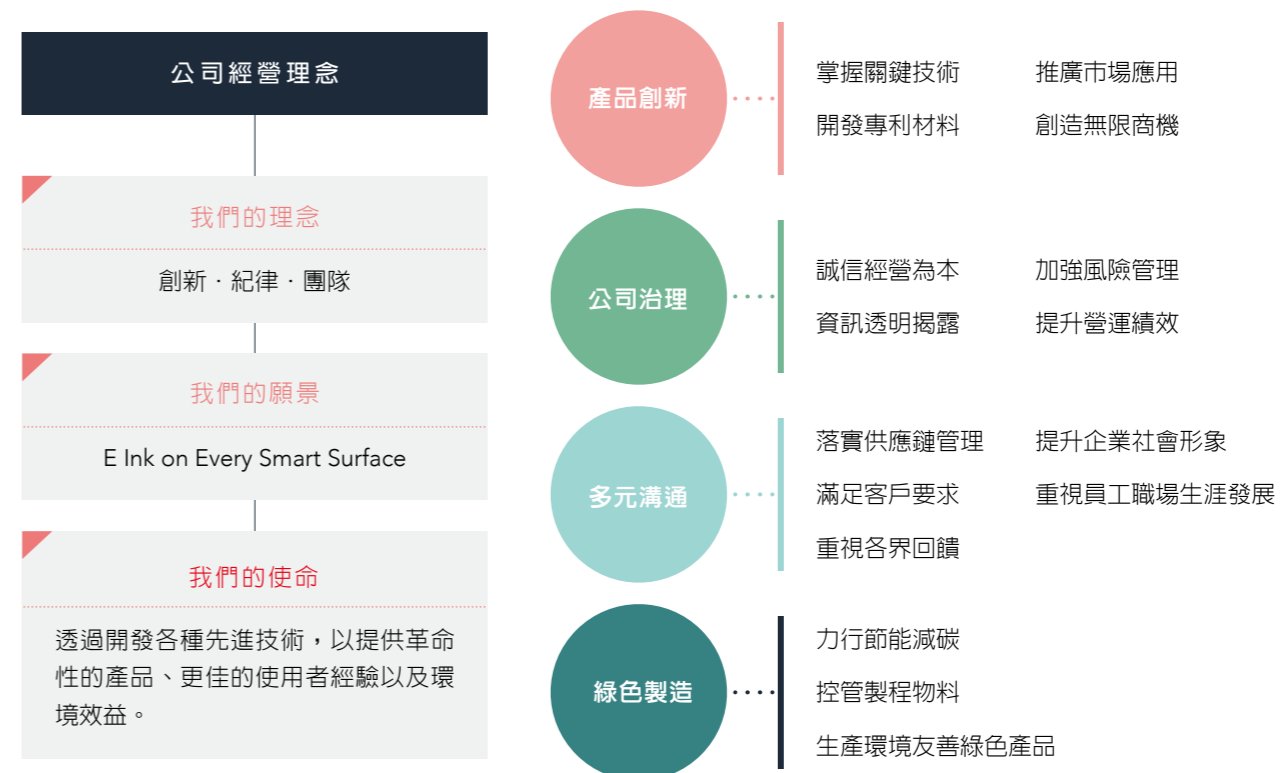 公司經營理念
我們的理念
創新．紀律．團隊
我們的願景
E Ink on Every Smart Surface
我們的使命
透過開發各種先進技術，以提供革命
性的產品、更佳的使用者經驗以及環
境效益。
產品創新
掌握關鍵技術 推廣市場應用
開發專利材料 創造無限商機
公司治理
誠信經營為本 加強風險管理
資訊透明揭露 提升營運績效
多元溝通
落實供應鏈管理 提升企業社會形象
滿足客戶要求 重視員工職場生涯發展
重視各界回饋
綠色製造
力行節能減碳
控管製程物料
生產環境友善綠色產品